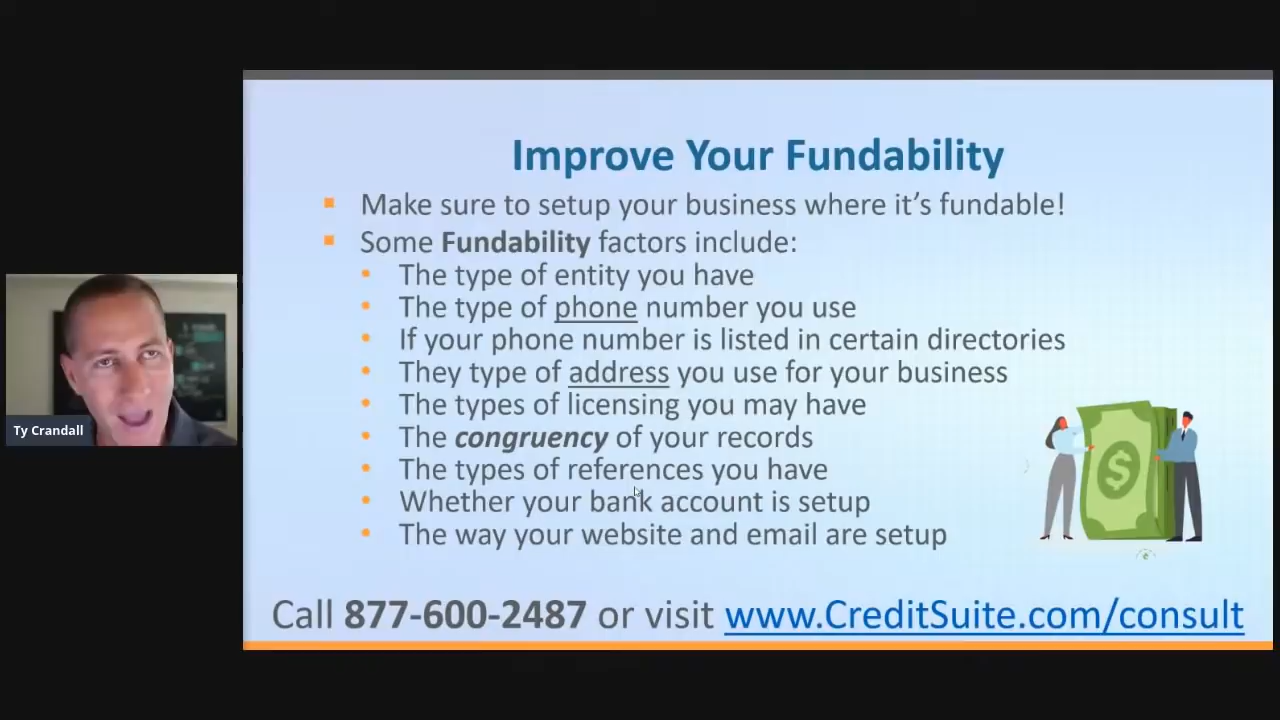 Improve Your Fundability
Make sure to setup your business where it’s fundable!
Some Fundability factors include:
The type of entity you have
The type of phone number you use
If your phone number is listed in certain directories
They type of address you use for your business
The types of licensing you may have
The congruency of your records
The types of references you have
Whether your bank account is setup
The way your website and email are setup
Ty Crandall
$
Call 877-600-2487 or visit www.CreditSuite.com/consult